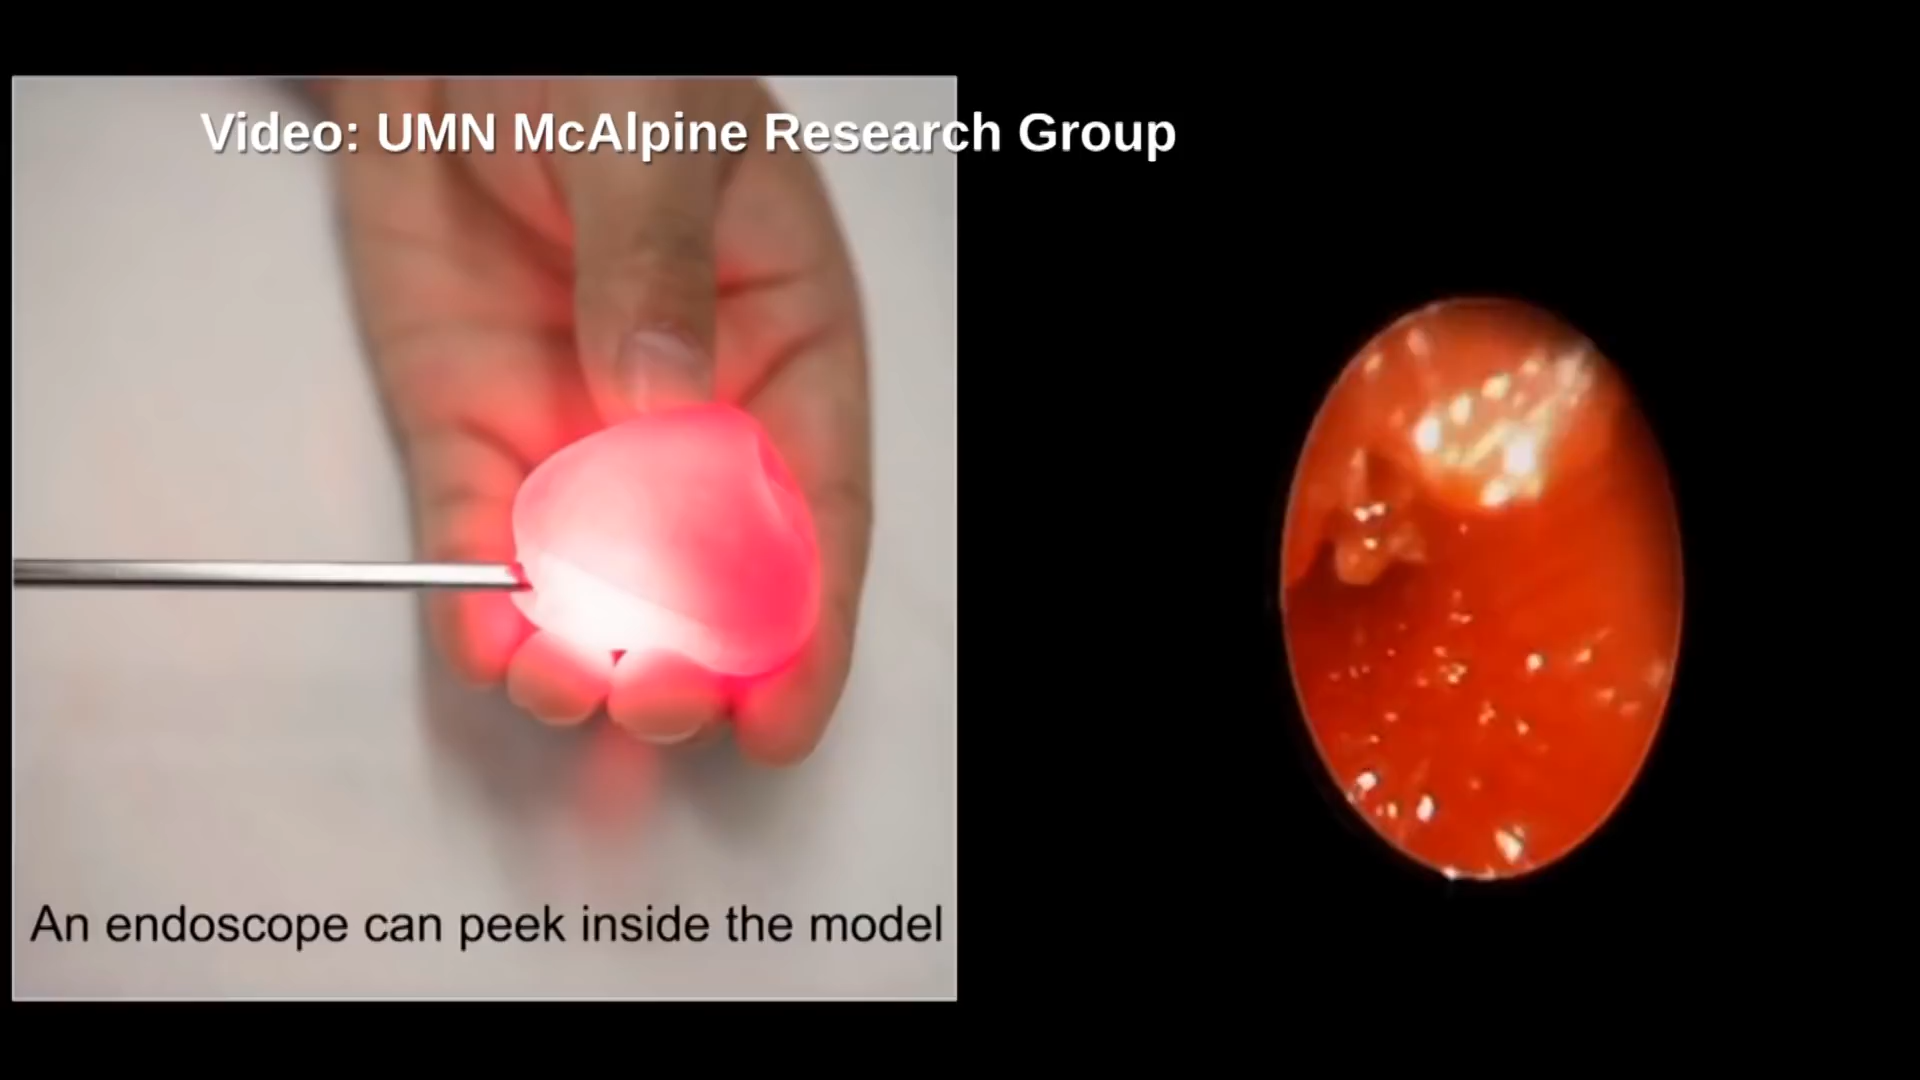 Video: UMN McAlpine Research Group
An endoscope can peek inside the model